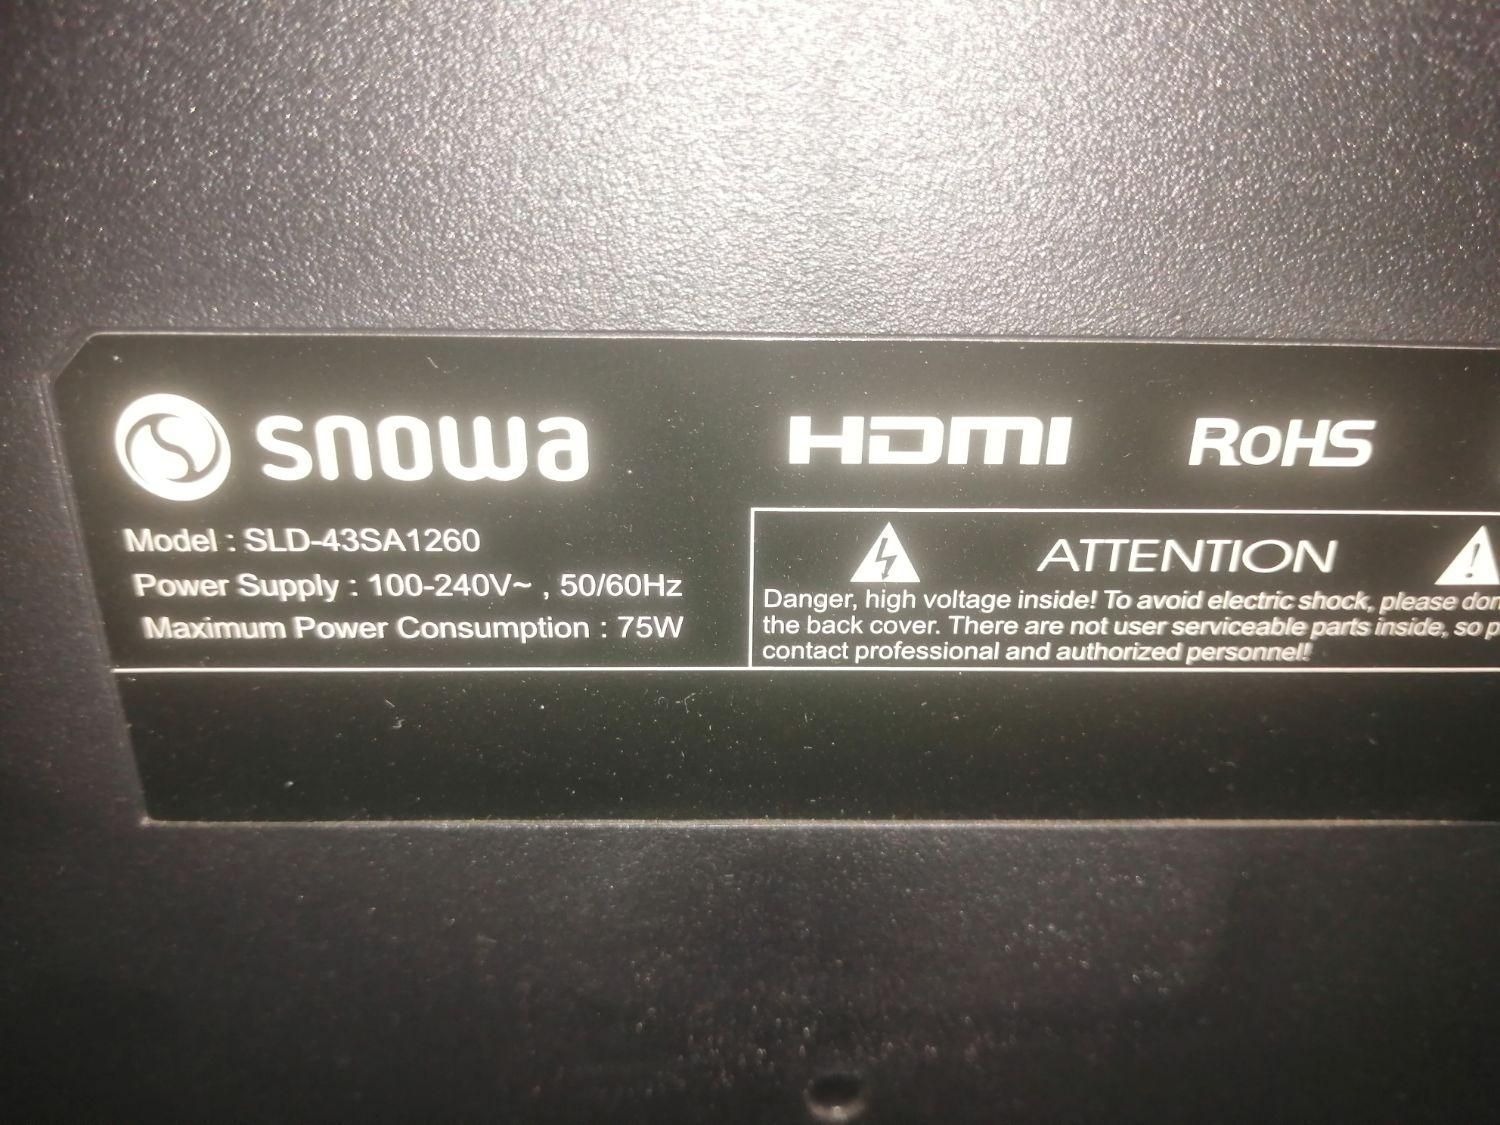 snowa
HDMI
RoHS
Model : SLD-43SA1260
Power Supply : 100-240V~ , 50/60Hz
Maximum Power Consumption : 75W
ATTENTION
Danger, high voltage inside! To avoid electric shock, please
the back cover. There are not user serviceable parts inside, so
contact professional and authorized personnel!